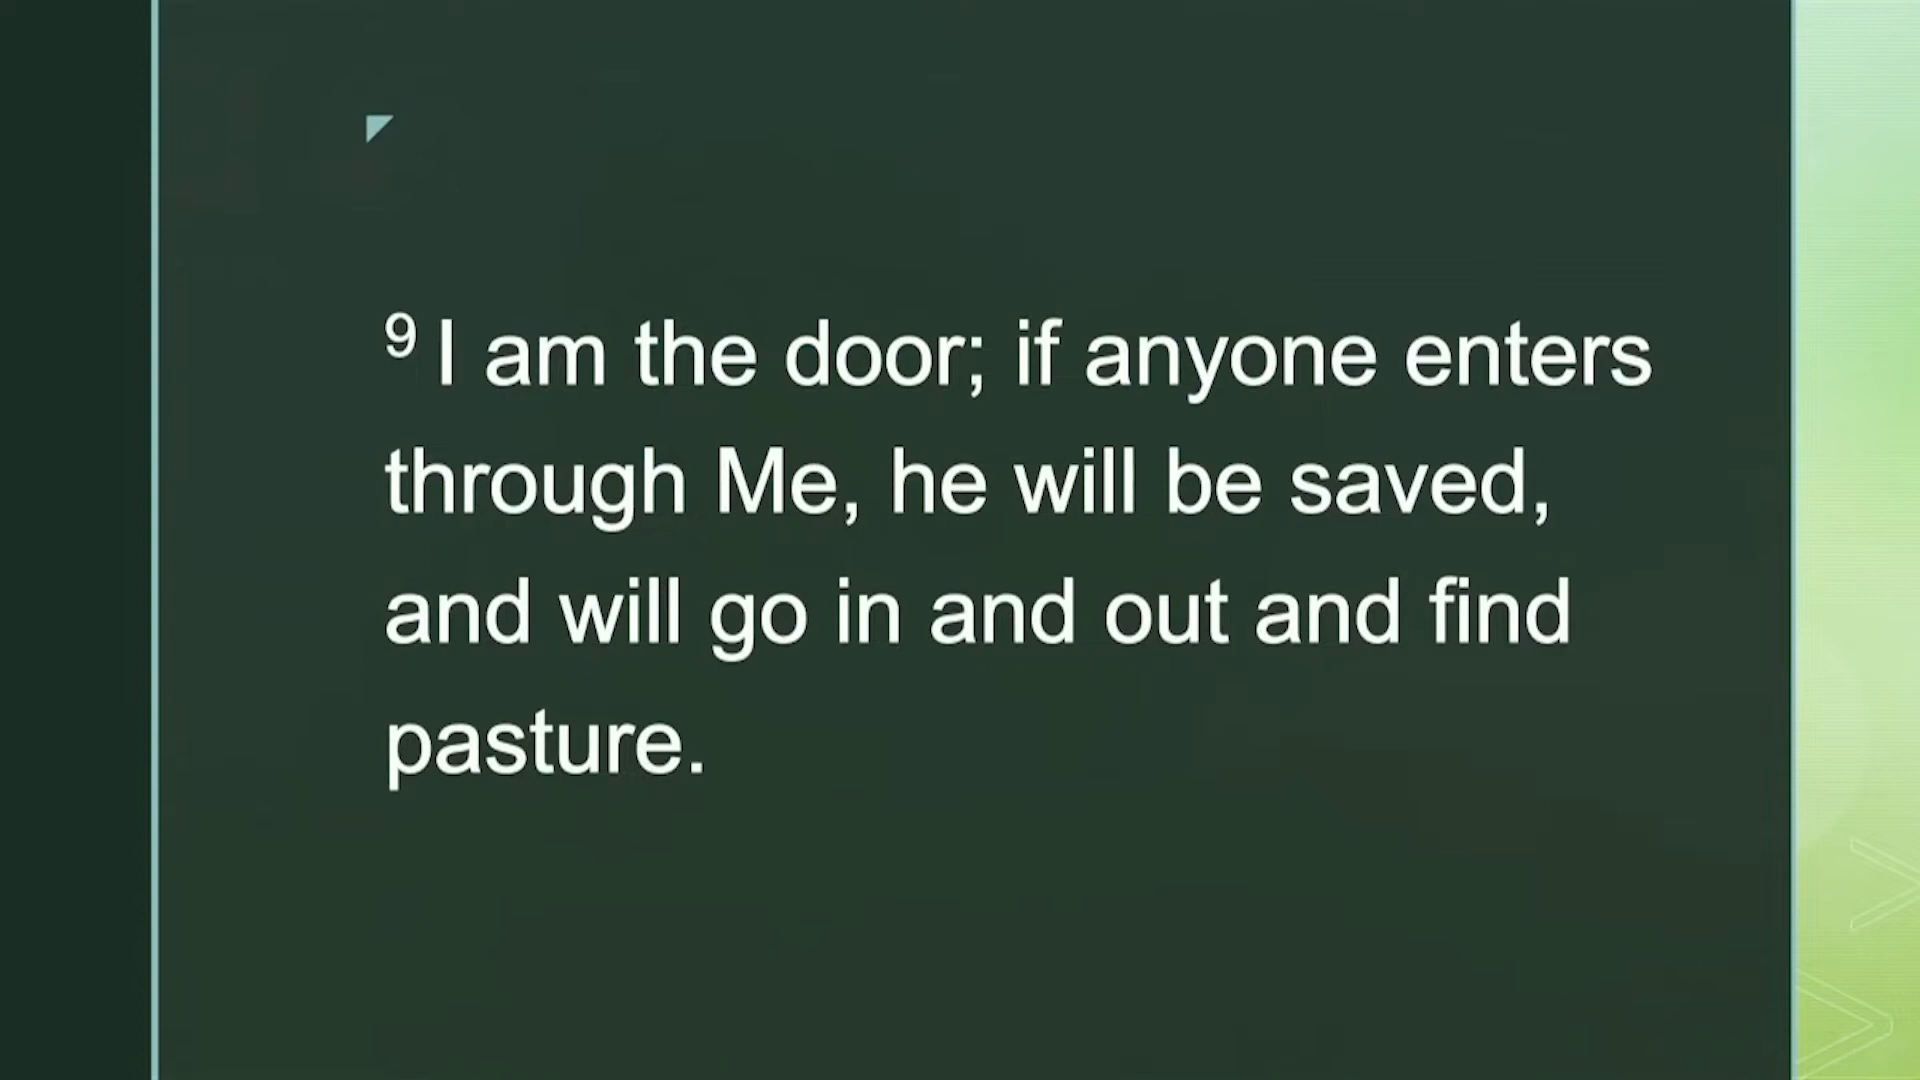 9 I am the door; if anyone enters
through Me, he will be saved,
and will go in and out and find
pasture.